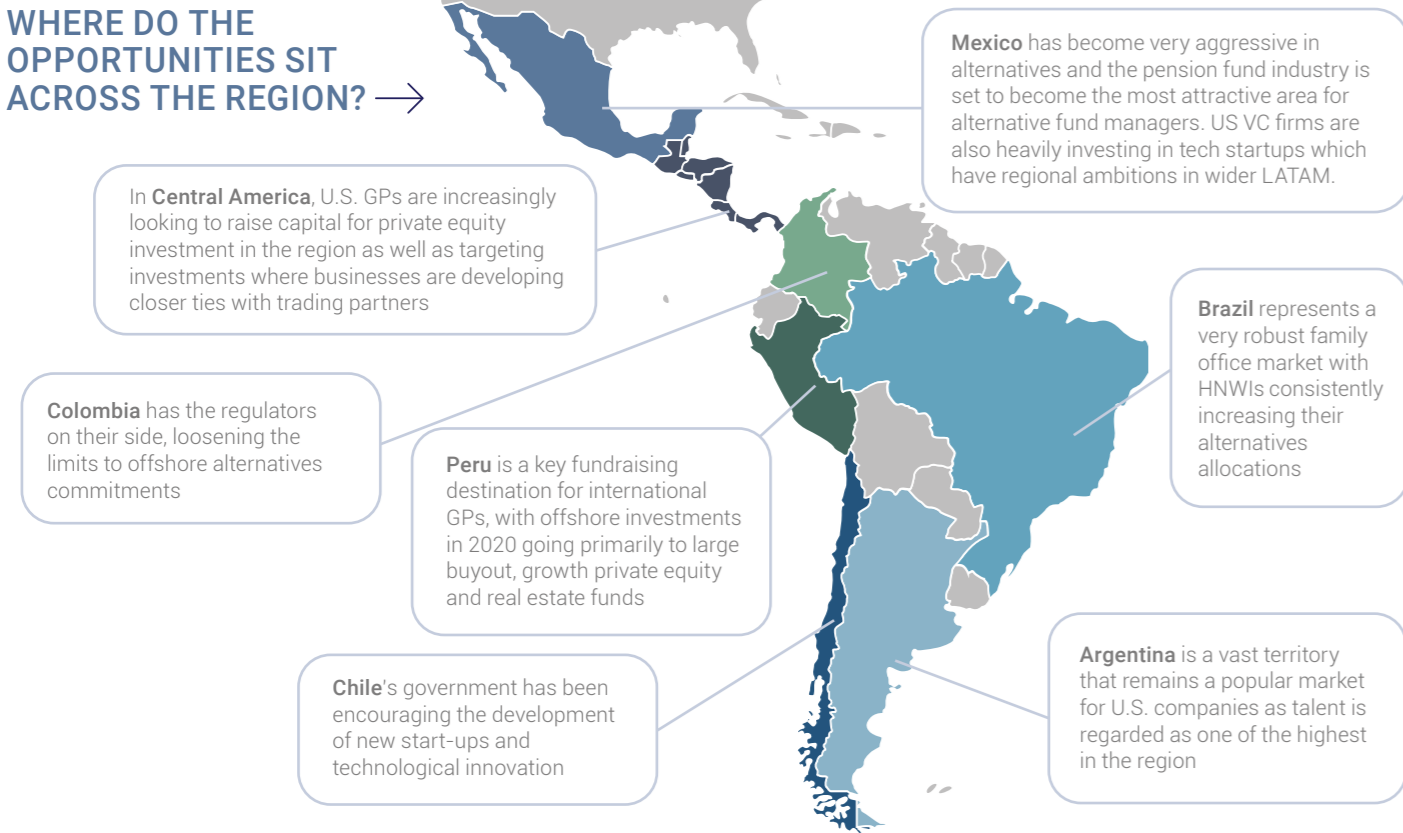 WHERE DO THE
OPPORTUNITIES SIT
ACROSS THE REGION?
Mexico has become very aggressive in
alternatives and the pension fund industry is
set to become the most attractive area for
alternative fund managers. US VC firms are
also heavily investing in tech startups which
have regional ambitions in wider LATAM.
In Central America, U.S. GPs are increasingly
looking to raise capital for private equity
investment in the region as well as targeting
investments where businesses are developing
closer ties with trading partners
Brazil represents a
very robust family
office market with
HNWIs consistently
increasing their
alternatives
allocations
Colombia has the regulators
on their side, loosening the
limits to offshore alternatives
commitments
Peru is a key fundraising
destination for international
GPs, with offshore investments
in 2020 going primarily to large
buyout, growth private equity
and real estate funds
Chile's government has been
encouraging the development
of new start-ups and
technological innovation
Argentina is a vast territory
that remains a popular market
for U.S. companies as talent is
regarded as one of the highest
in the region